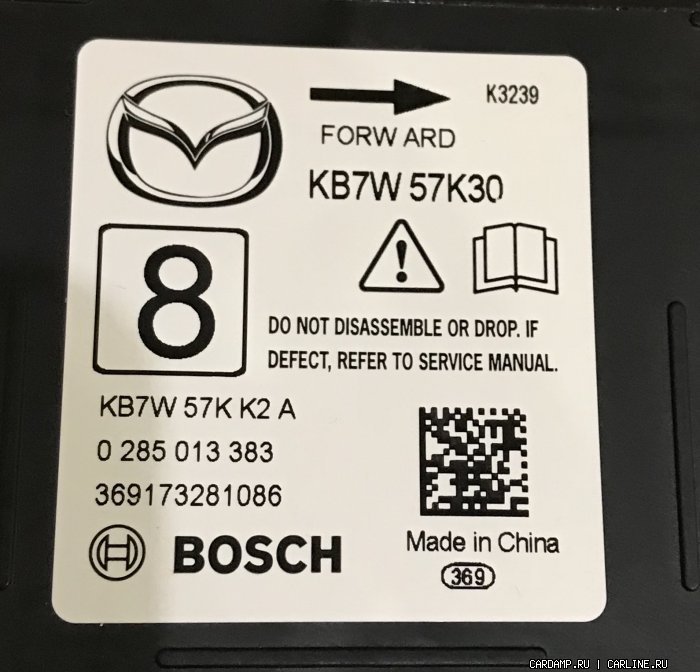 K3239
FORWARD
KB7W 57K30
8
DO NOT DISASSEMBLE OR DROP. IF
DEFECT, REFER TO SERVICE MANUAL.
KB7W 57K K2 A
0 285 013 383
369173281086
BOSCH
Made in China
369
CARDAMP.RU | CARLINE.RU